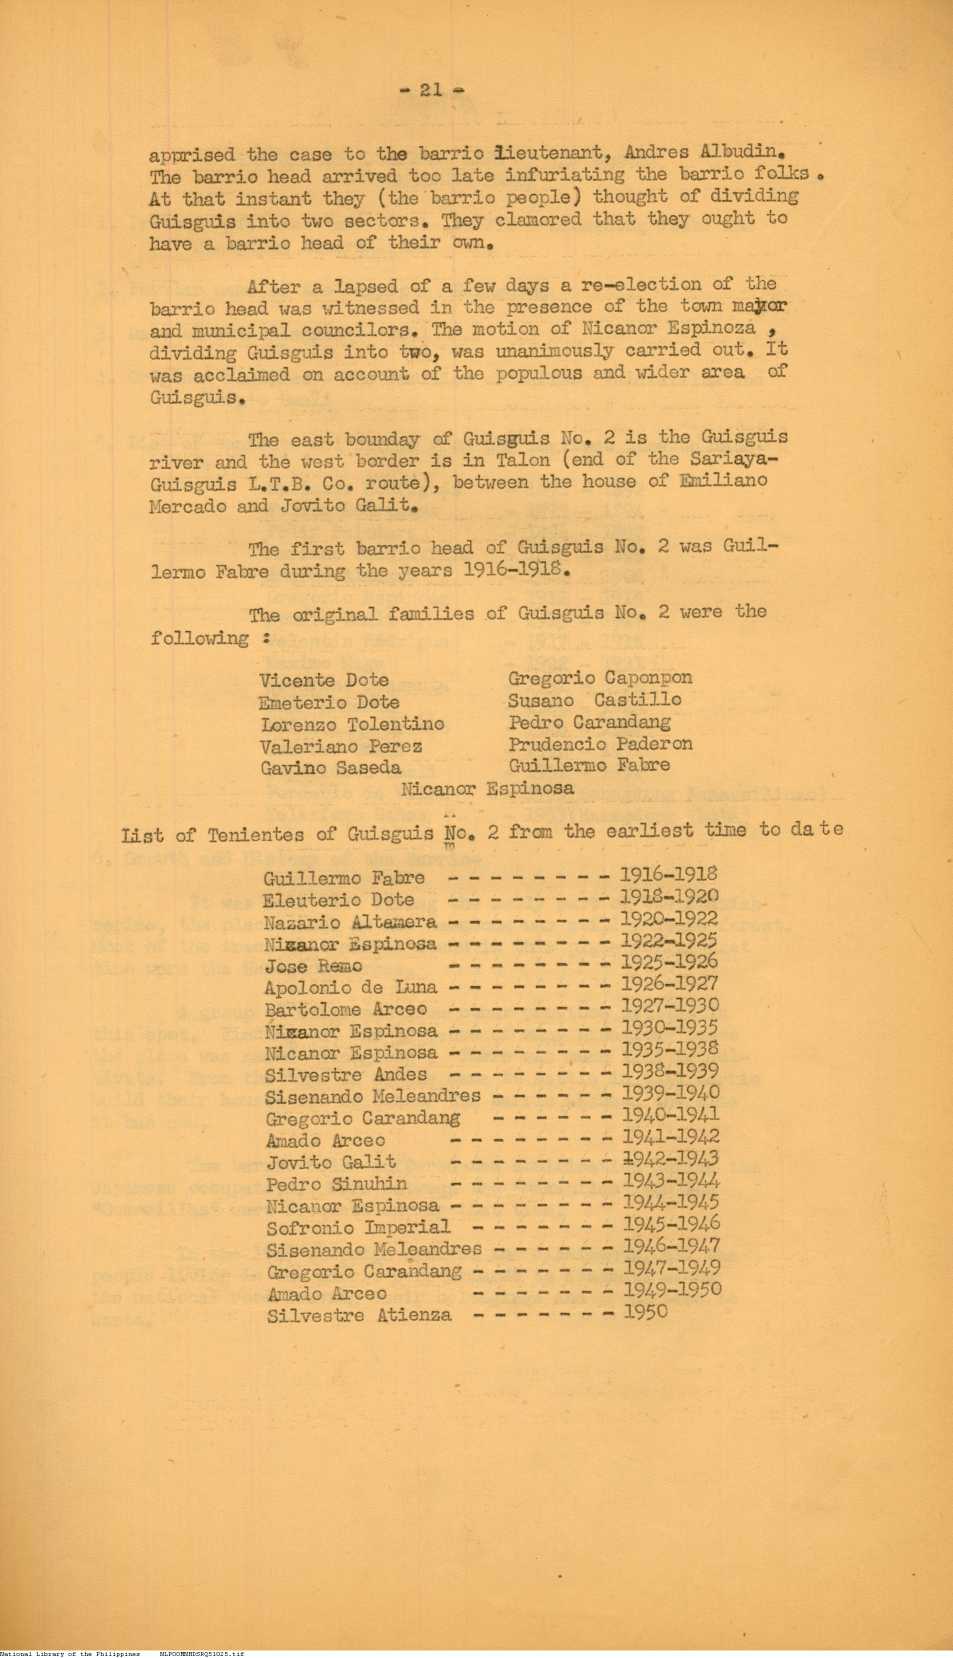 - 21 -
apprised the case to the barrio lieutenant, Andres Albudin.
The barrio head arrived too late infuriating the barrio folks .
At that instant they (the barrio people) thought of dividing
Guisguis into two sectors. They clamored that they ought to
have a barrio head of their own.
After a lapsed of a few days a re-election of the
barrio head was witnessed in the presence of the town mayor
and municipal councilors. The motion of Nicanor Espinoza ,
dividing Guisguis into two, was unanimously carried out. It
was acclaimed on account of the populous and wider area of
Guisguis.
The east bounday of Guisguis No. 2 is the Guisguis
river and the west border is in Talon (end of the Sariaya-
Guisguis L.T.B. Co. route), between the house of Emiliano
Mercado and Jovito Galit.
The first barrio head of Guisguis No. 2 was Guil-
lermo Fabre during the years 1916-1918.
The original families of Guisguis No. 2 were the
following :
Vicente Dote Gregorio Caponpon
Emeterio Dote Susano Castillo
Lorenzo Tolentino Pedro Carandang
Valeriano Perez Prudencio Paderon
Gavino Saseda Guillermo Fabre
Nicanor Espinosa
List of Tenientes of Guisguis No. 2 from the earliest time to date
Guillermo Fabre - - - - - - - - 1916-1918
Eleuterio Dote - - - - - - - - 1918-1920
Nazario Altamera - - - - - - - - 1920-1922
Nicanor Espinosa - - - - - - - - 1922-1925
Jose Remo - - - - - - - - 1925-1926
Apolonio de Luna - - - - - - - - 1926-1927
Bartolome Arceo - - - - - - - - 1927-1930
Nicanor Espinosa - - - - - - - - 1930-1935
Nicanor Espinosa - - - - - - - - 1935-1938
Silvestre Andes - - - - - - - - 1938-1939
Sisenando Meleandres - - - - - - 1939-1940
Gregorio Carandang - - - - - - 1940-1941
Amado Arceo - - - - - - - - 1941-1942
Jovito Galit - - - - - - - - 1942-1943
Pedro Sinuhin - - - - - - - - 1943-1944
Nicanor Espinosa - - - - - - - - 1944-1945
Sofronio Imperial - - - - - - - 1945-1946
Sisenando Meleandres - - - - - - 1946-1947
Gregorio Carandang - - - - - - - 1947-1949
Amado Arceo - - - - - - - 1949-1950
Silvestre Atienza - - - - - - - 1950
National Library of the Philippines NLPOOMNHDSRQ51025.tif